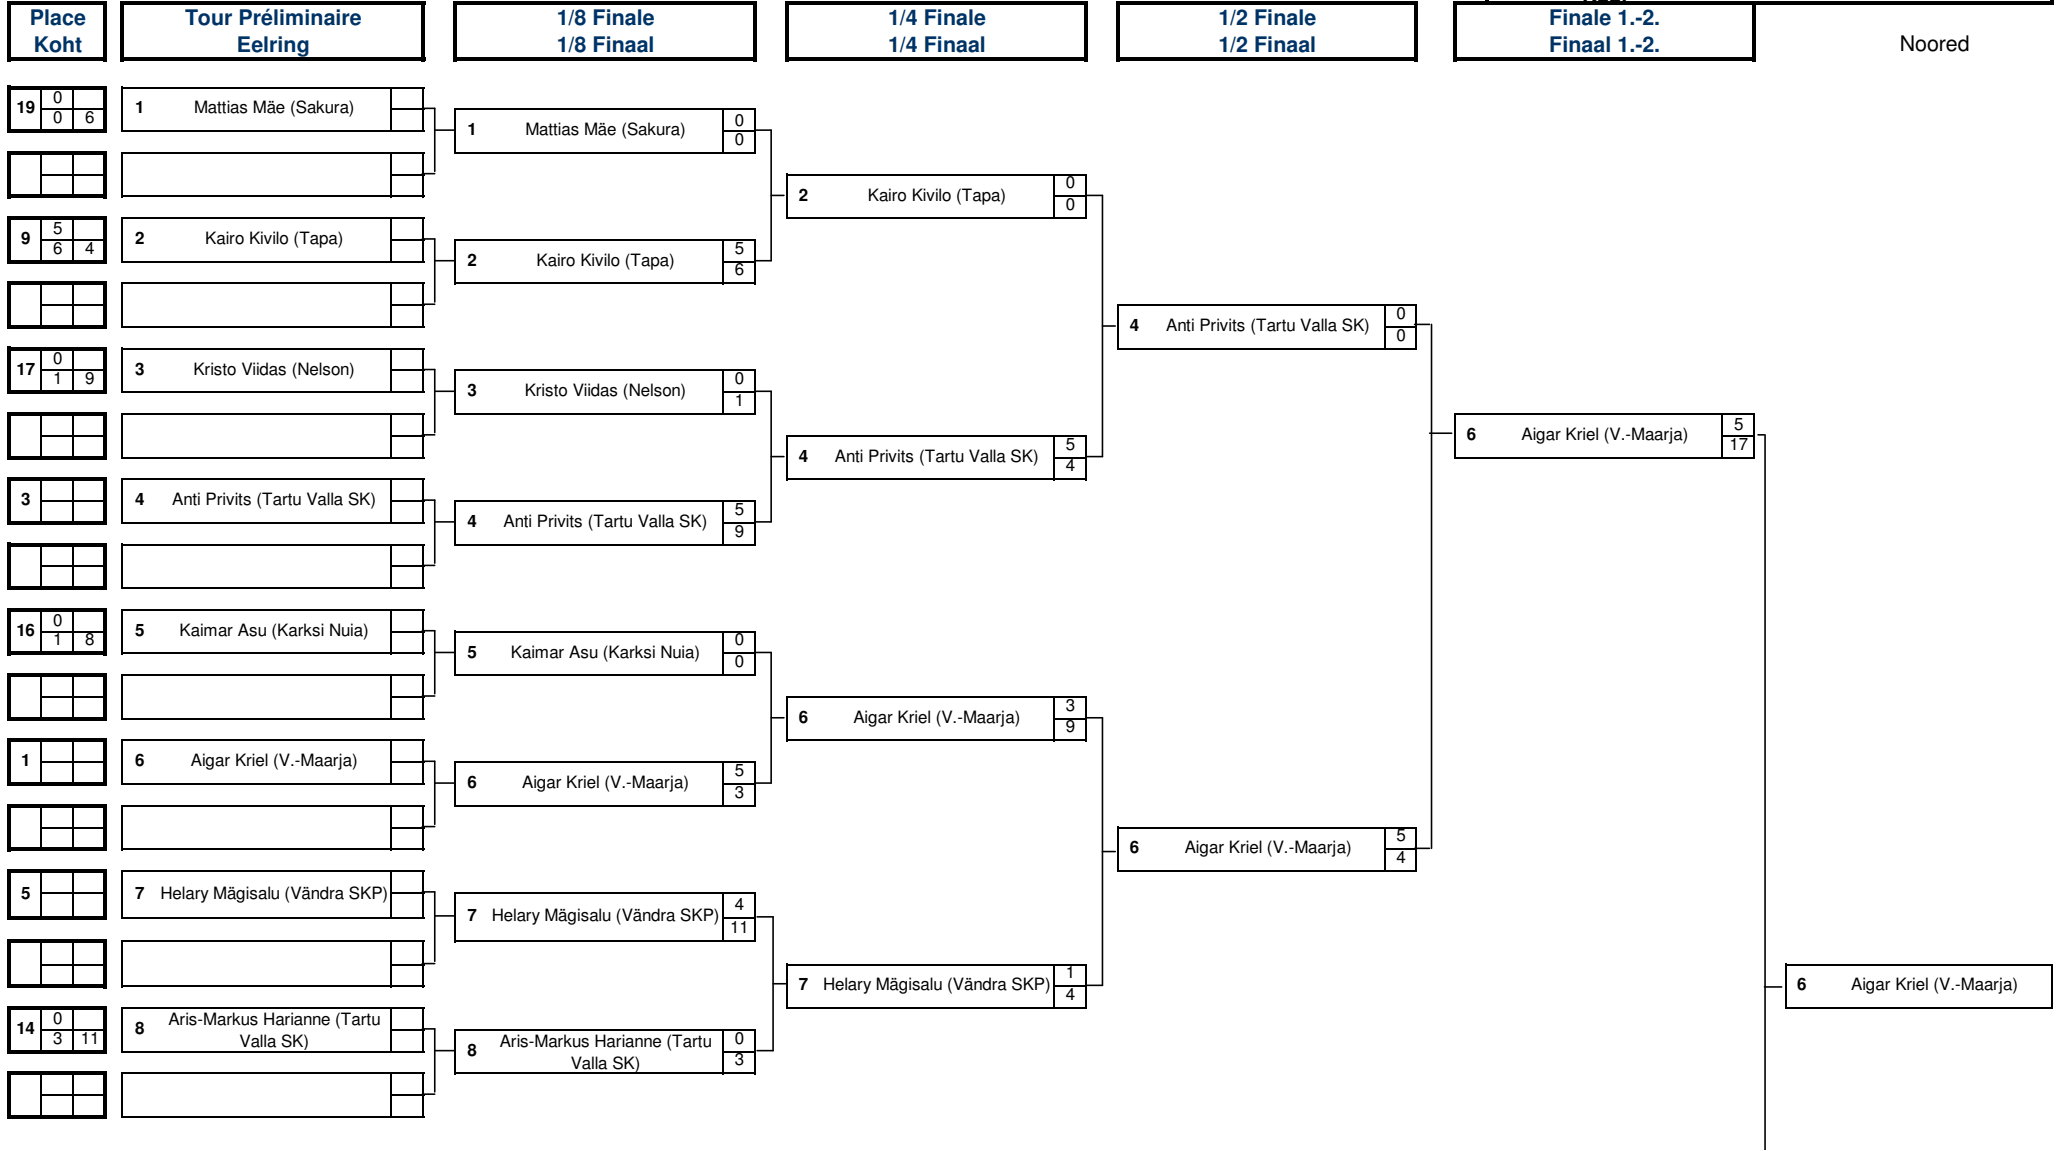 Place
Koht
Tour Préliminaire
Eelring
1/8 Finale
1/8 Finaal
1/4 Finale
1/4 Finaal
1/2 Finale
1/2 Finaal
Finale 1.-2.
Finaal 1.-2.
Noored
19 0
0 6
1 Mattias Mäe (Sakura)
1 Mattias Mäe (Sakura) 0
0
2 Kairo Kivilo (Tapa) 0
0
9 5
6 4
2 Kairo Kivilo (Tapa)
2 Kairo Kivilo (Tapa) 5
6
4 Anti Privits (Tartu Valla SK) 0
0
17 0
1 9
3 Kristo Viidas (Nelson)
3 Kristo Viidas (Nelson) 0
1
6 Aigar Kriel (V.-Maarja) 5
17
4 Anti Privits (Tartu Valla SK) 5
4
3
4 Anti Privits (Tartu Valla SK)
4 Anti Privits (Tartu Valla SK) 5
9
16 0
1 8
5 Kaimar Asu (Karksi Nuia)
5 Kaimar Asu (Karksi Nuia) 0
0
6 Aigar Kriel (V.-Maarja) 3
9
1
6 Aigar Kriel (V.-Maarja)
6 Aigar Kriel (V.-Maarja) 5
3
6 Aigar Kriel (V.-Maarja) 5
4
5
7 Helary Mägisalu (Vändra SKP)
7 Helary Mägisalu (Vändra SKP) 4
11
7 Helary Mägisalu (Vändra SKP) 1
4
6 Aigar Kriel (V.-Maarja)
14 0
3 11
8 Aris-Markus Harianne (Tartu
Valla SK)
8 Aris-Markus Harianne (Tartu
Valla SK) 0
3